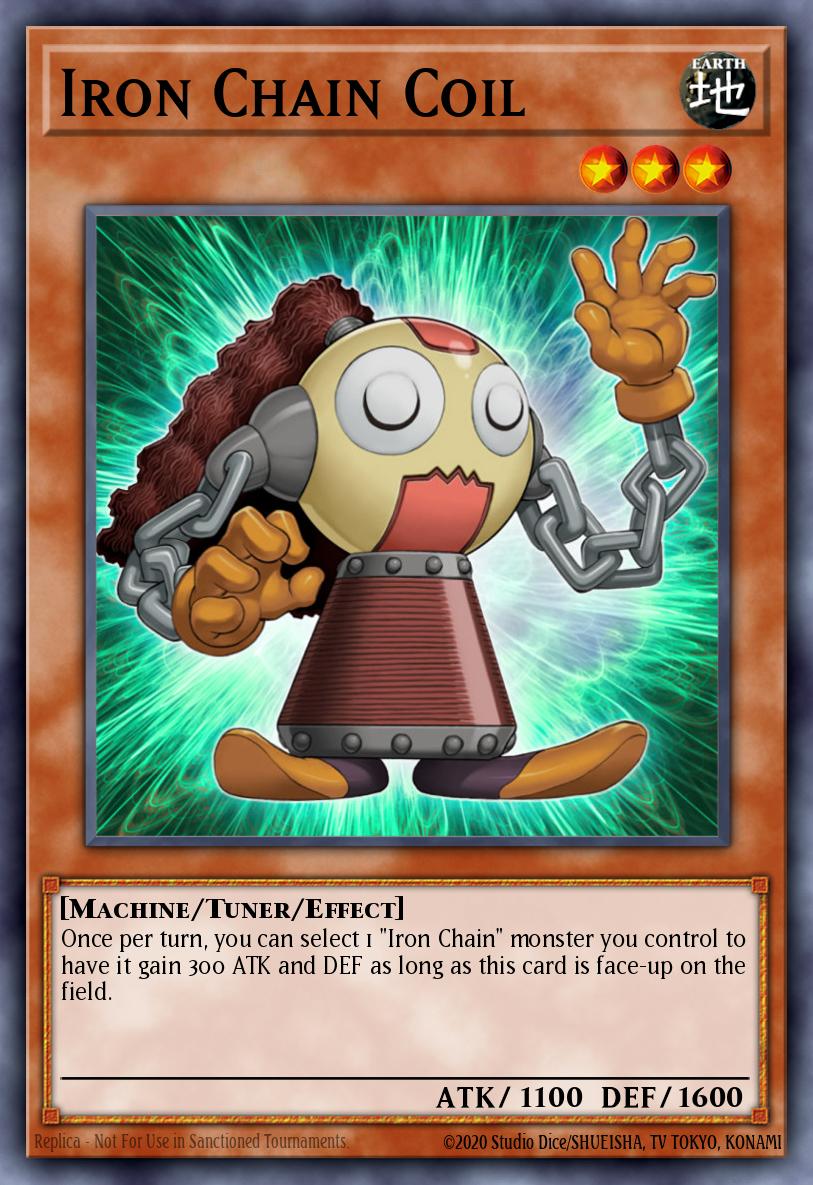 Iron Chain Coil
EARTH
地
[Machine/Tuner/Effect]
Once per turn, you can select 1 "Iron Chain" monster you control to
have it gain 300 ATK and DEF as long as this card is face-up on the
field.
ATK/ 1100 DEF/ 1600
Replica - Not For Use in Sanctioned Tournaments.
©2020 Studio Dice/SHUEISHA, TV TOKYO, KONAMI